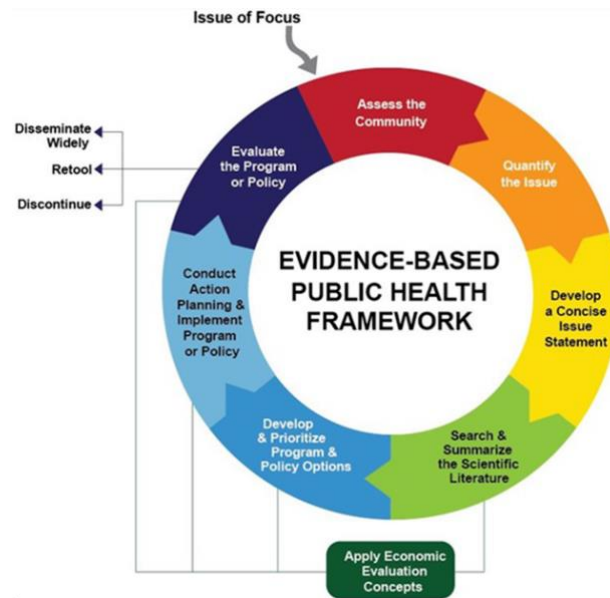 Issue of Focus
Assess the
Community
Quantify
the Issue
Develop
a Concise
Issue
Statement
Search &
Summarize
the Scientific
Literature
Develop
& Prioritize
Program &
Policy Options
Conduct
Action
Planning &
Implement
Program
or Policy
Evaluate
the Program
or Policy
Disseminate
Widely
Retool
Discontinue
EVIDENCE-BASED
PUBLIC HEALTH
FRAMEWORK
Apply Economic
Evaluation
Concepts